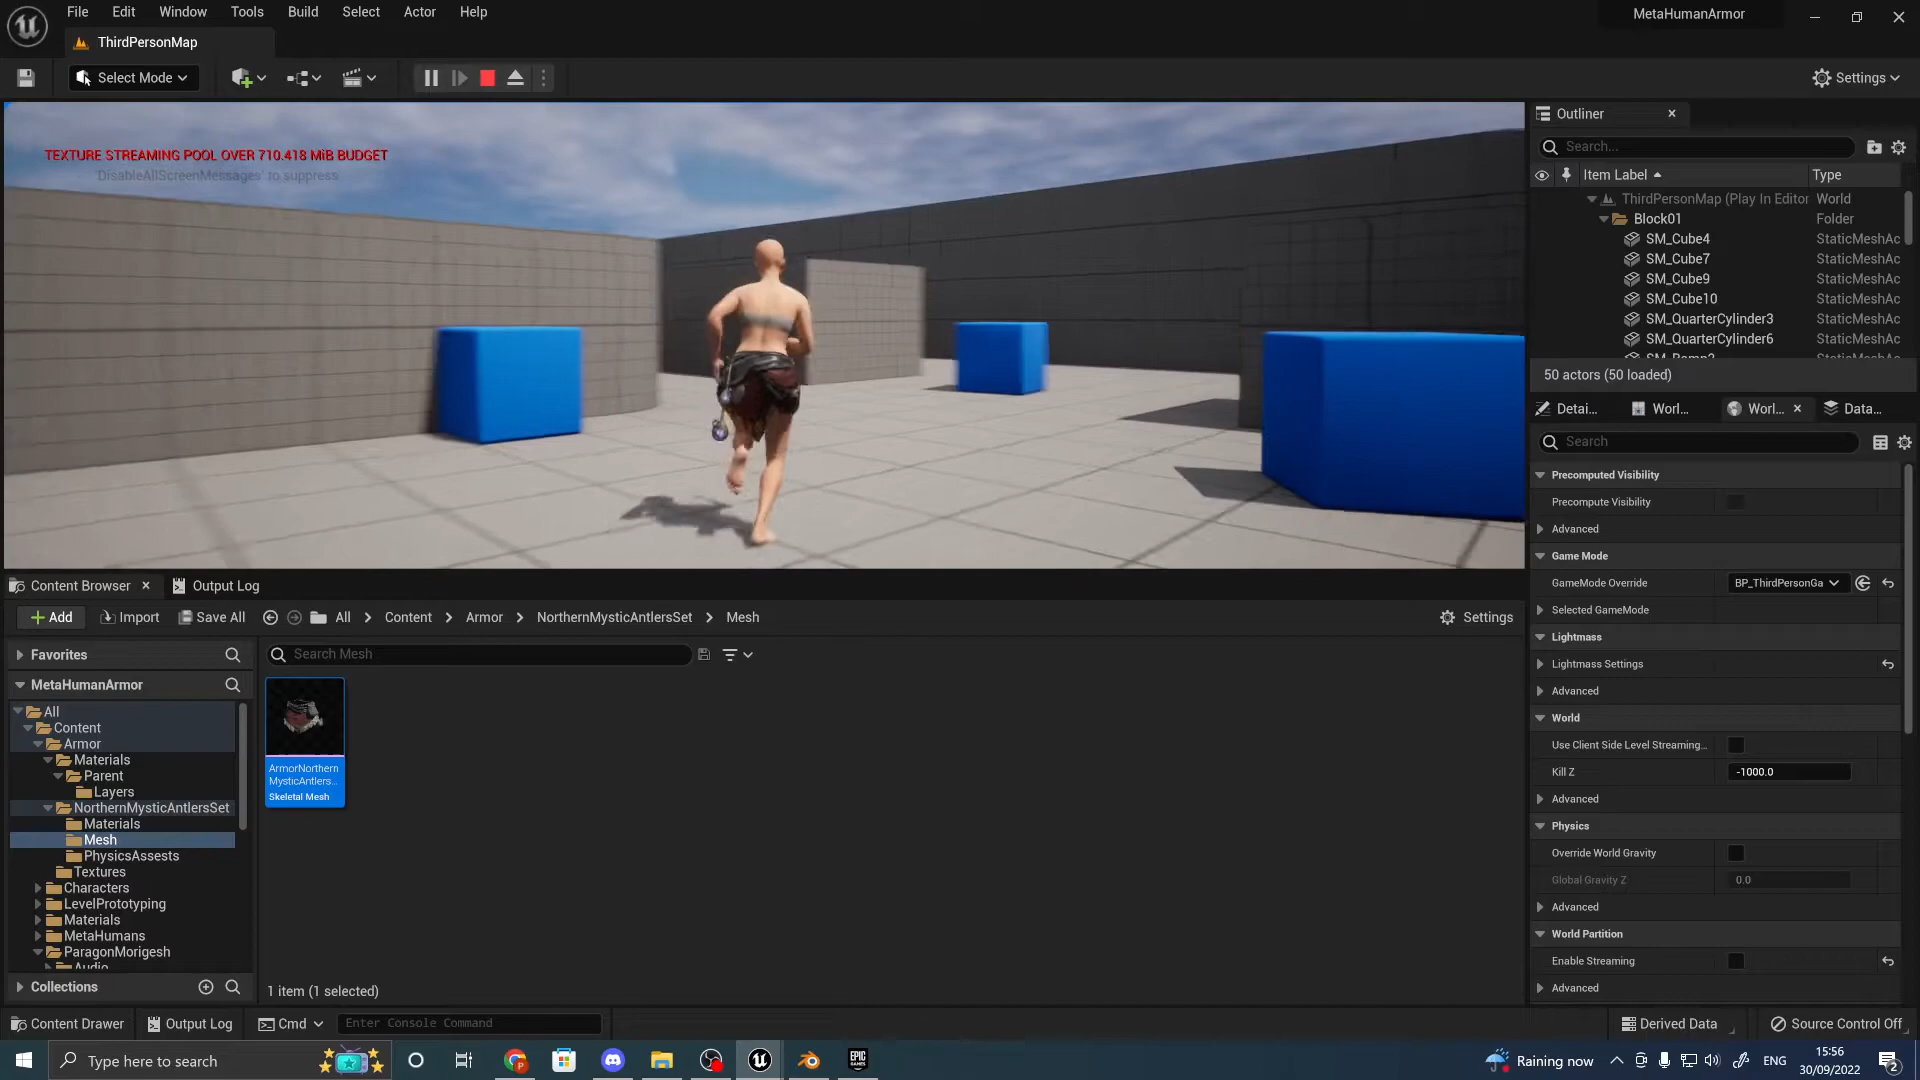 File Edit Window Tools Build Select Actor Help
MetaHumanArmor
ThirdPersonMap
Select Mode
Settings
TEXTURE STREAMING POOL OVER 710.418 MiB BUDGET
'DisableAllScreenMessages' to suppress
Outliner
Search...
Item Label Type
ThirdPersonMap (Play In Editor World
Block01 Folder
SM_Cube4 StaticMeshAc
SM_Cube7 StaticMeshAc
SM_Cube9 StaticMeshAc
SM_Cube10 StaticMeshAc
SM_QuarterCylinder3 StaticMeshAc
SM_QuarterCylinder6 StaticMeshAc
50 actors (50 loaded)
Detai... Worl... Worl... Data...
Search
Precomputed Visibility
Precompute Visibility
Advanced
Game Mode
GameMode Override BP_ThirdPersonGa
Selected GameMode
Lightmass
Lightmass Settings
Advanced
World
Use Client Side Level Streaming...
Kill Z -1000.0
Advanced
Physics
Override World Gravity
Global Gravity Z 0.0
Advanced
World Partition
Enable Streaming
Advanced
Content Browser Output Log
Add Import Save All All Content Armor NorthernMysticAntlersSet Mesh Settings
Favorites
MetaHumanArmor
All
Content
Armor
Materials
Parent
Layers
NorthernMysticAntlersSet
Materials
Mesh
PhysicsAssests
Textures
Characters
LevelPrototyping
Materials
MetaHumans
ParagonMorigesh
Audio
Collections
Search Mesh
ArmorNorthern
MysticAntlers...
Skeletal Mesh
1 item (1 selected)
Content Drawer Output Log Cmd Enter Console Command Derived Data Source Control Off
Type here to search
EPIC
GAMES
Raining now ENG
15:56
30/09/2022
2